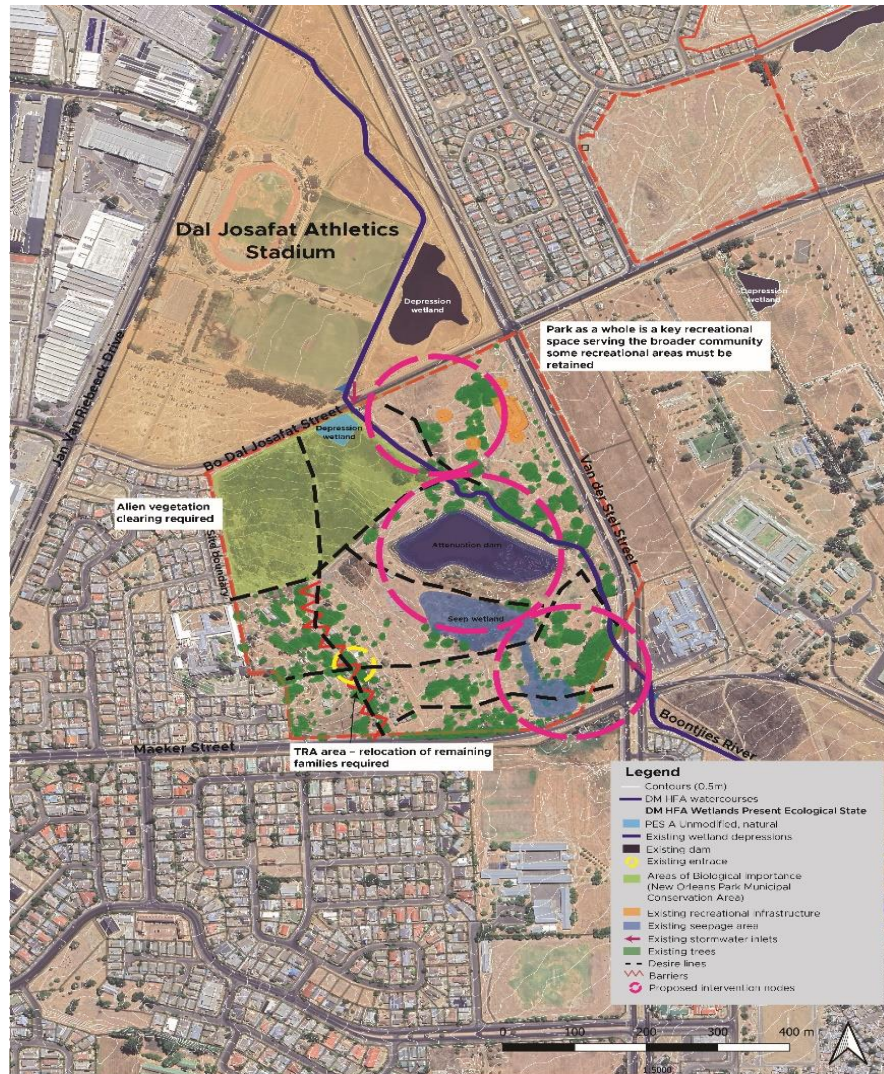 Dal Josafat Athletics
Stadium
Depression
wetland
Depression
wetland
Park as a whole is a key recreational
space serving the broader community
some recreational areas must be
retained
Jan Van Riebeeck Drive
Bo Dal Josafat Street
Depression
wetland
Van der Stel Street
Alien vegetation
clearing required
Site boundary
Attenuation dam
Seep wetland
Boontjies River
Maeker Street
TRA area – relocation of remaining
families required
Legend
Contours (0.5m)
DM HFA watercourses
DM HFA Wetlands Present Ecological State
PES A Unmodified, natural
Existing wetland depressions
Existing dam
Existing entrace
Areas of Biological importance
(New Orleans Park Municipal
Conservation Area)
Existing recreational infrastructure
Existing seepage area
Existing stormwater inlets
Existing trees
Desire lines
Barriers
Proposed intervention nodes
0 100 200 300 400 m
1:5000